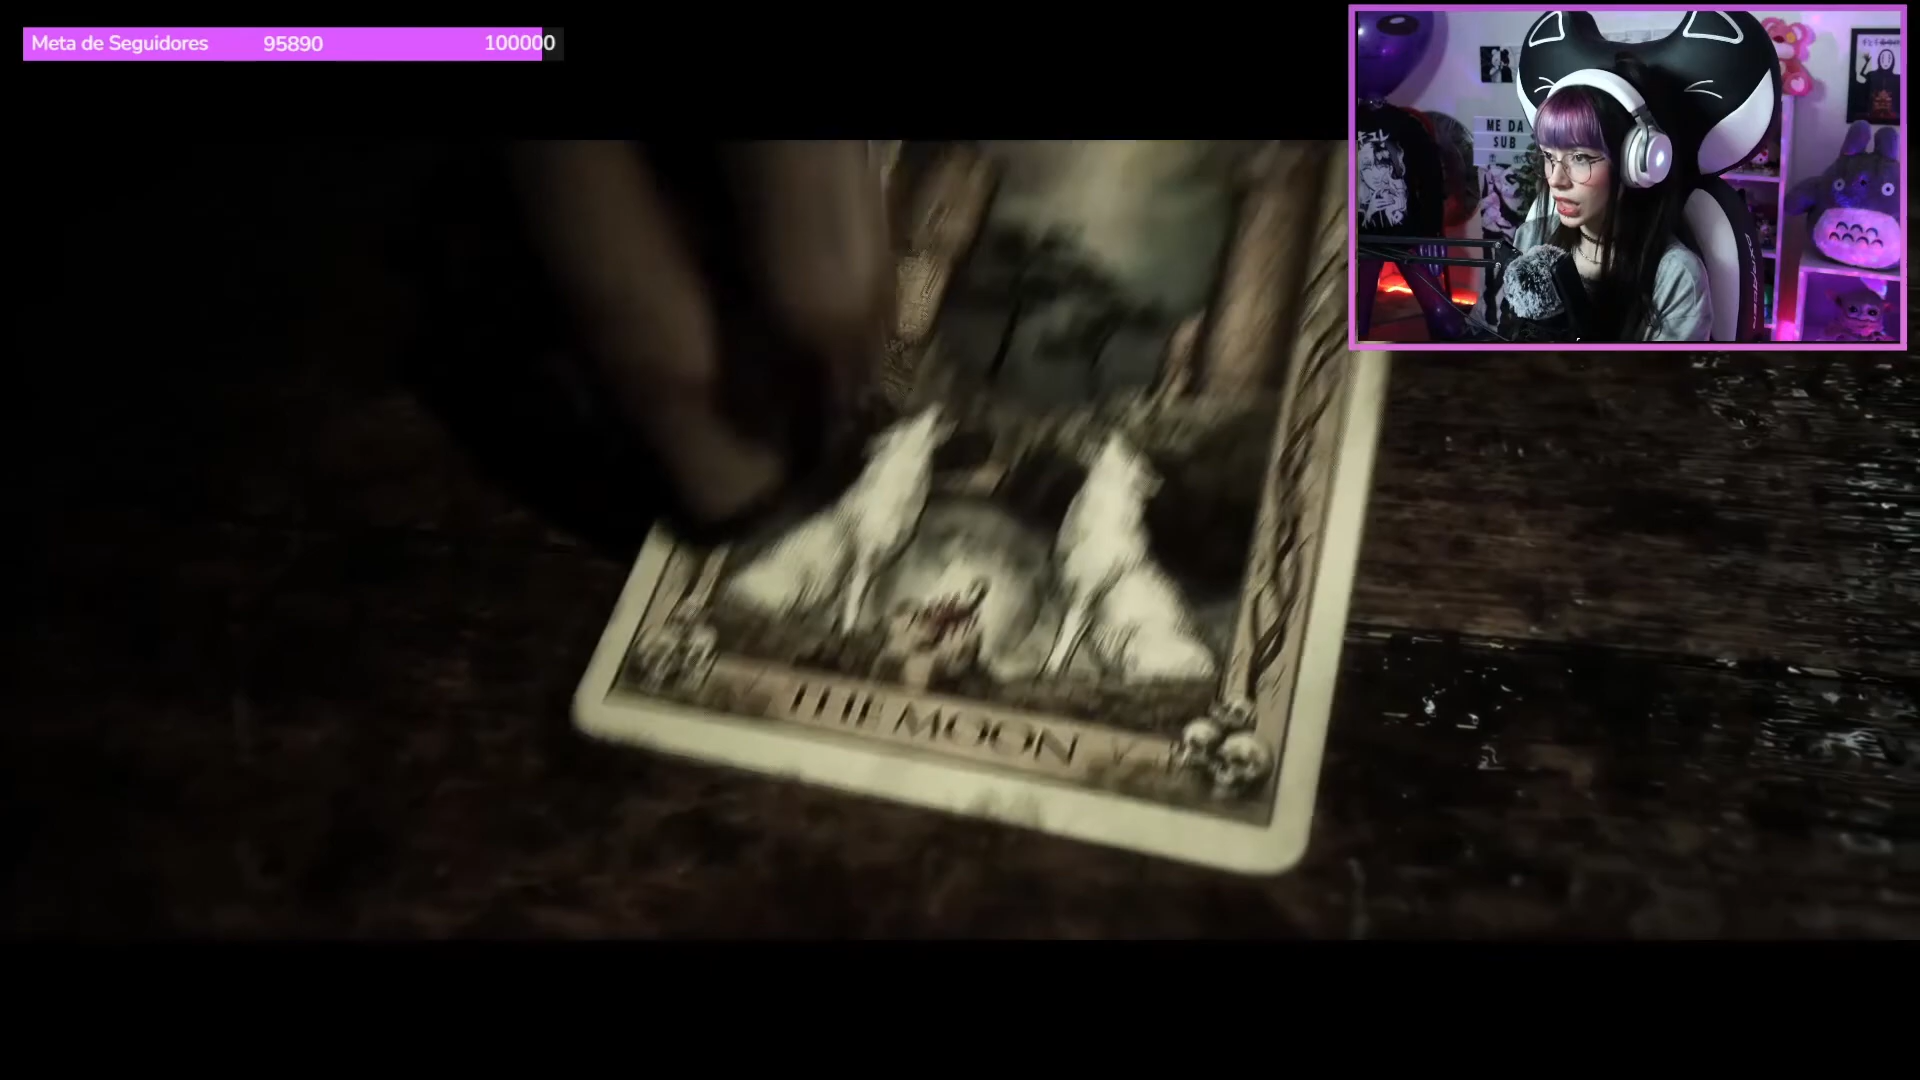 Meta de Seguidores 95890 100000
ME DA
SUB
THE MOON